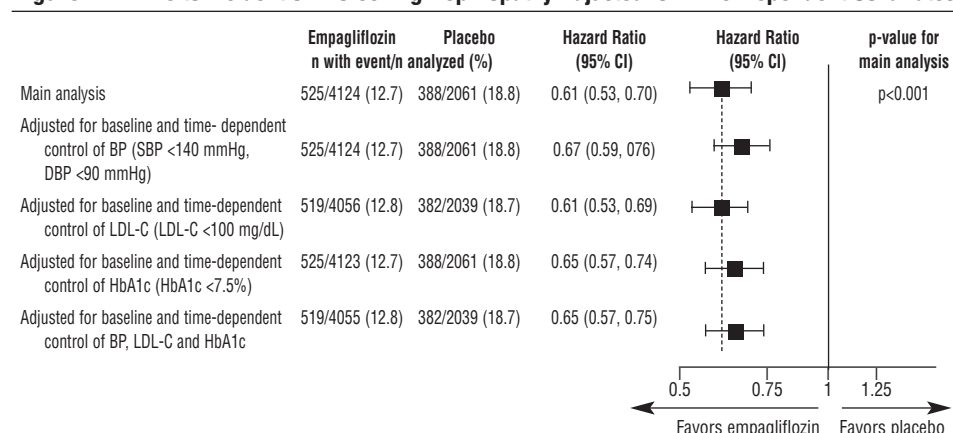 Empagliflozin Placebo Hazard Ratio Hazard Ratio p-value for
n with event/n analyzed (%) (95% CI) (95% CI) main analysis
Main analysis 525/4124 (12.7) 388/2061 (18.8) 0.61 (0.53, 0.70) p<0.001
Adjusted for baseline and time- dependent
control of BP (SBP <140 mmHg, 525/4124 (12.7) 388/2061 (18.8) 0.67 (0.59, 076)
DBP <90 mmHg)
Adjusted for baseline and time-dependent 519/4056 (12.8) 382/2039 (18.7) 0.61 (0.53, 0.69)
control of LDL-C (LDL-C <100 mg/dL)
Adjusted for baseline and time-dependent 525/4123 (12.7) 388/2061 (18.8) 0.65 (0.57, 0.74)
control of HbA1c (HbA1c <7.5%)
Adjusted for baseline and time-dependent 519/4055 (12.8) 382/2039 (18.7) 0.65 (0.57, 0.75)
control of BP, LDL-C and HbA1c
0.5 0.75 1 1.25
Favors empagliflozin Favors placebo